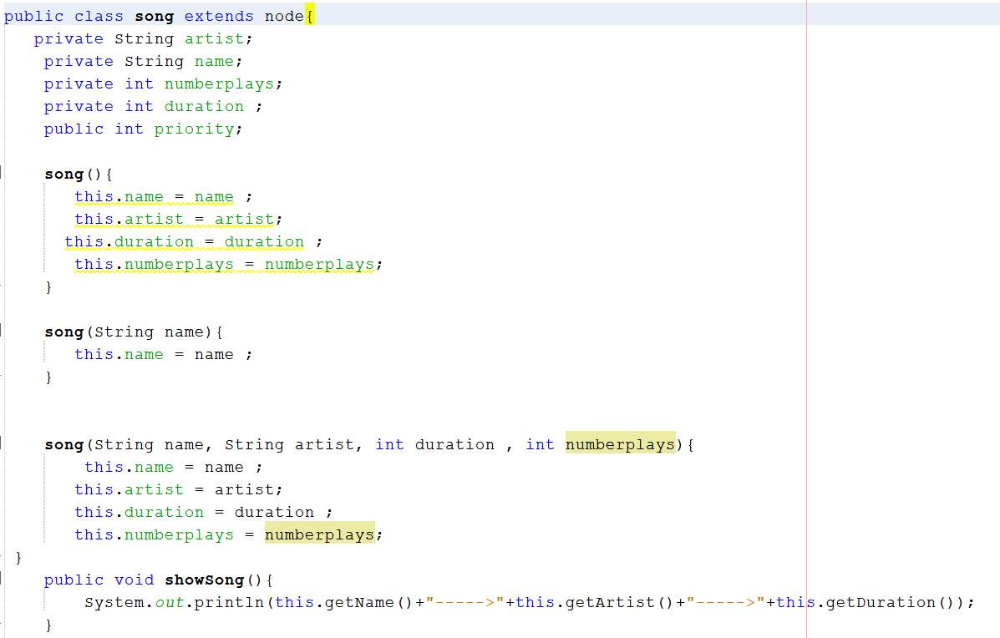 public class song extends node{
private String artist;
private String name;
private int numberplays;
private int duration ;
public int priority;
song(){
this.name = name ;
this.artist = artist;
this.duration = duration ;
this.numberplays = numberplays;
}
song(String name){
this.name = name ;
}
song(String name, String artist, int duration , int numberplays){
this.name = name ;
this.artist = artist;
this.duration = duration ;
this.numberplays = numberplays;
}
public void showSong(){
System.out.println(this.getName()+"----->"+this.getArtist()+"----->"+this.getDuration());
}